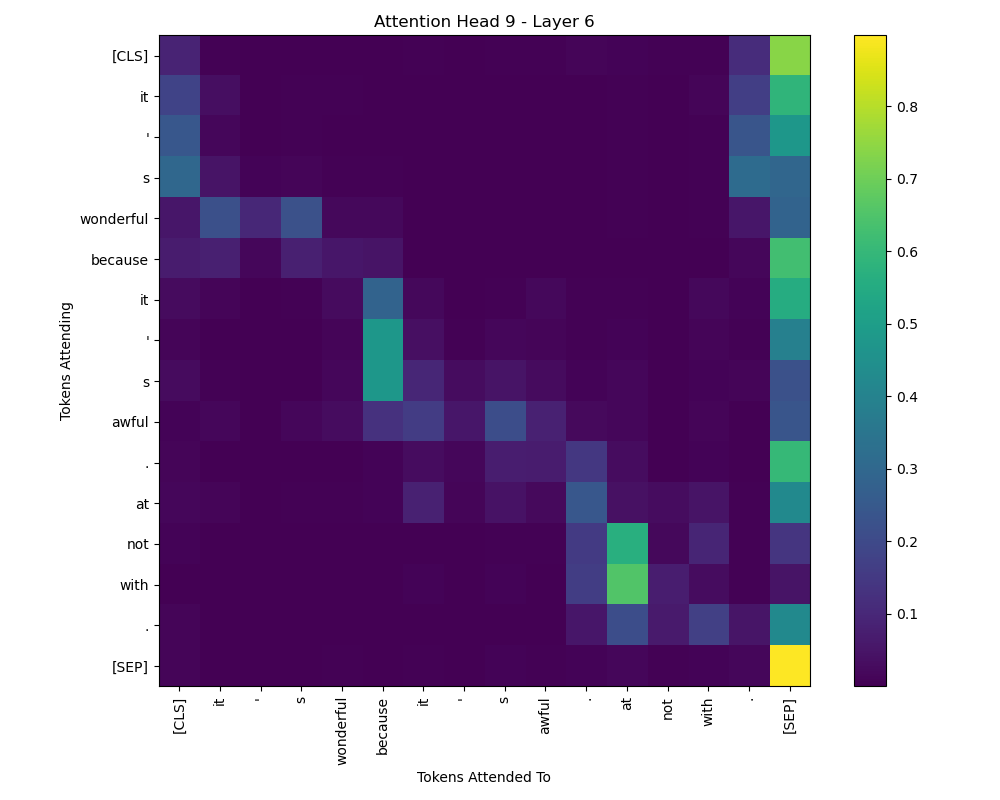 Attention Head 9 - Layer 6
[CLS]
it
'
s
wonderful
because
it
'
s
awful
.
at
not
with
.
[SEP]
Tokens Attending
[CLS]
it
'
s
wonderful
because
it
'
s
awful
.
at
not
with
.
[SEP]
Tokens Attended To
0.8
0.7
0.6
0.5
0.4
0.3
0.2
0.1